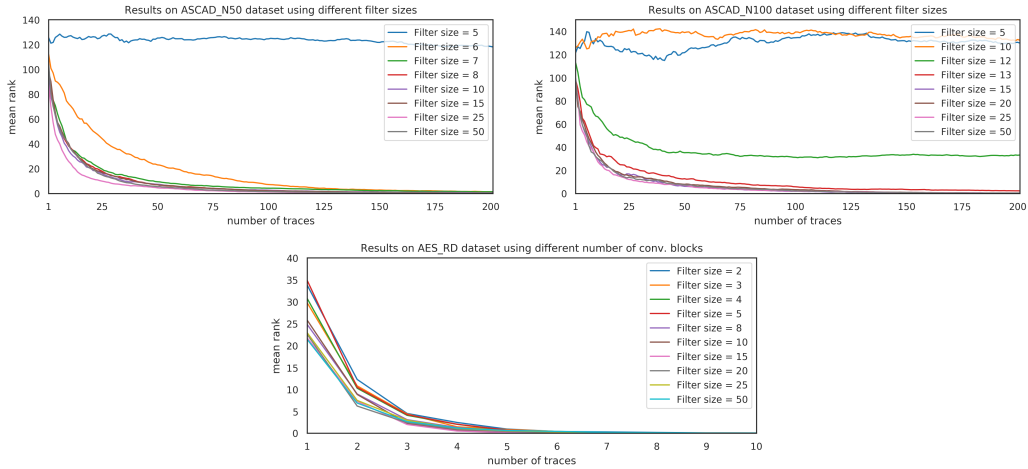 Results on ASCAD_N50 dataset using different filter sizes
140
120
100
80
60
40
20
0
mean rank
Filter size = 5
Filter size = 6
Filter size = 7
Filter size = 8
Filter size = 10
Filter size = 15
Filter size = 25
Filter size = 50
1 25 50 75 100 125 150 175 201
number of traces
Results on ASCAD_N100 dataset using different filter sizes
140
120
100
80
60
40
20
0
mean rank
Filter size = 5
Filter size = 10
Filter size = 12
Filter size = 13
Filter size = 15
Filter size = 20
Filter size = 25
Filter size = 50
1 25 50 75 100 125 150 175 201
number of traces
Results on AES_RD dataset using different number of conv. blocks
40
35
30
25
20
15
10
5
0
mean rank
Filter size = 2
Filter size = 3
Filter size = 4
Filter size = 5
Filter size = 8
Filter size = 10
Filter size = 15
Filter size = 20
Filter size = 25
Filter size = 50
1 2 3 4 5 6 7 8 9 10
number of traces